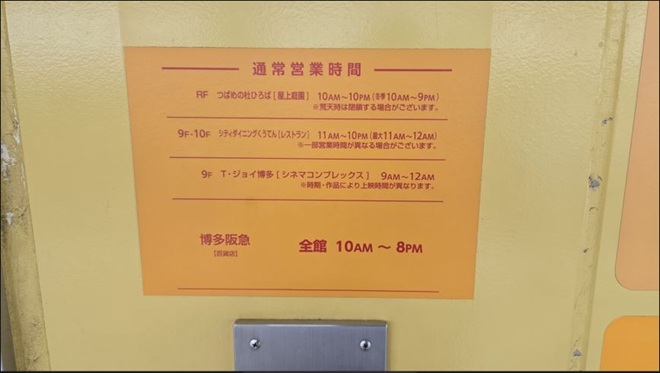 通常営業時間
RF つばめの杜ひろば[屋上庭園] 10AM～10PM(冬季10AM～9PM)
※荒天時は閉鎖する場合がございます。
9F-10F シティダイニングくうてん[レストラン] 11AM～10PM(最大11AM～12AM)
※一部営業時間が異なる場合がございます。
9F T・ジョイ博多[シネマコンプレックス] 9AM～12AM
※時期・作品により上映時間が異なります。
博多阪急 全館 10AM ～ 8PM
[百貨店]